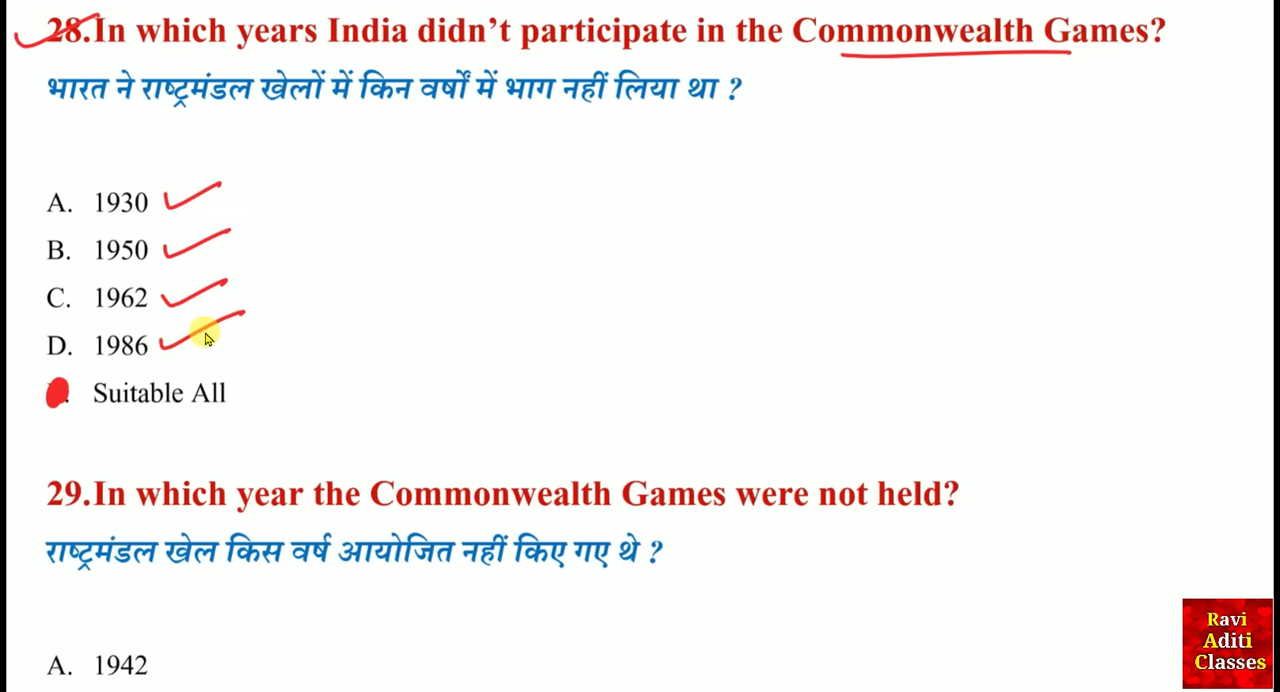 28.In which years India didn’t participate in the Commonwealth Games?
भारत ने राष्ट्रमंडल खेलों में किन वर्षों में भाग नहीं लिया था ?
A. 1930
B. 1950
C. 1962
D. 1986
Suitable All
29.In which year the Commonwealth Games were not held?
राष्ट्रमंडल खेल किस वर्ष आयोजित नहीं किए गए थे ?
A. 1942
Ravi
Aditi
Classes